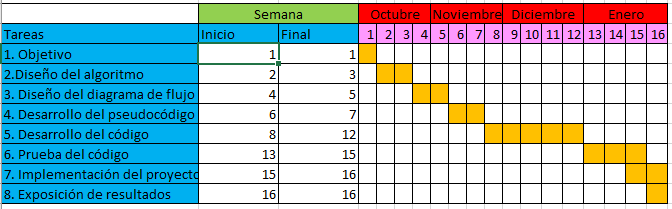 Semana Octubre Noviembre Diciembre Enero
Tareas Inicio Final 1 2 3 4 5 6 7 8 9 10 11 12 13 14 15 16
1. Objetivo 1 1
2.Diseño del algoritmo 2 3
3. Diseño del diagrama de flujo 4 5
4. Desarrollo del pseudocódigo 6 7
5. Desarrollo del código 8 12
6. Prueba del código 13 15
7. Implementación del proyecto 15 16
8. Exposición de resultados 16 16